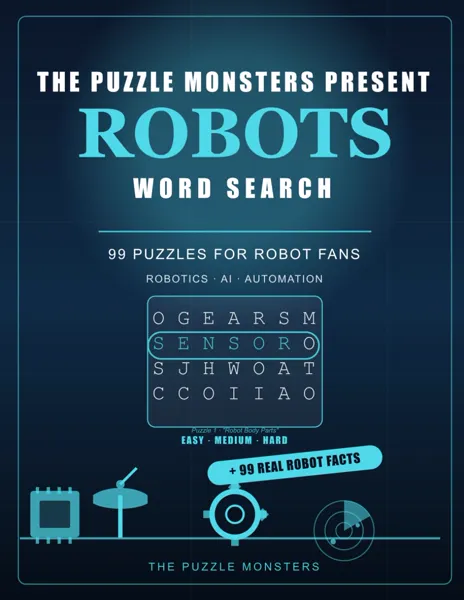 THE PUZZLE MONSTERS PRESENT
ROBOTS
WORD SEARCH
99 PUZZLES FOR ROBOT FANS
ROBOTICS · AI · AUTOMATION
O G E A R S M
S E N S O R O
S J H W O A T
C C O I I A O
Puzzle 1 - "Robot Body Parts"
EASY · MEDIUM · HARD
+ 99 REAL ROBOT FACTS
THE PUZZLE MONSTERS